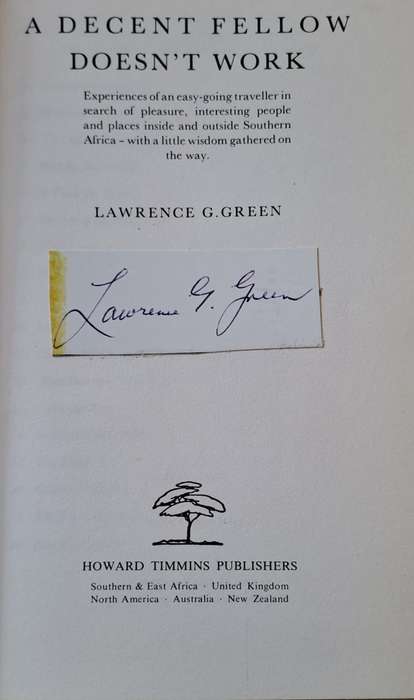 A DECENT FELLOW
DOESN'T WORK
Experiences of an easy-going traveller in
search of pleasure, interesting people
and places inside and outside Southern
Africa – with a little wisdom gathered on
the way.
LAWRENCE G. GREEN
Lawrence G. Green
HOWARD TIMMINS PUBLISHERS
Southern & East Africa · United Kingdom
North America · Australia · New Zealand